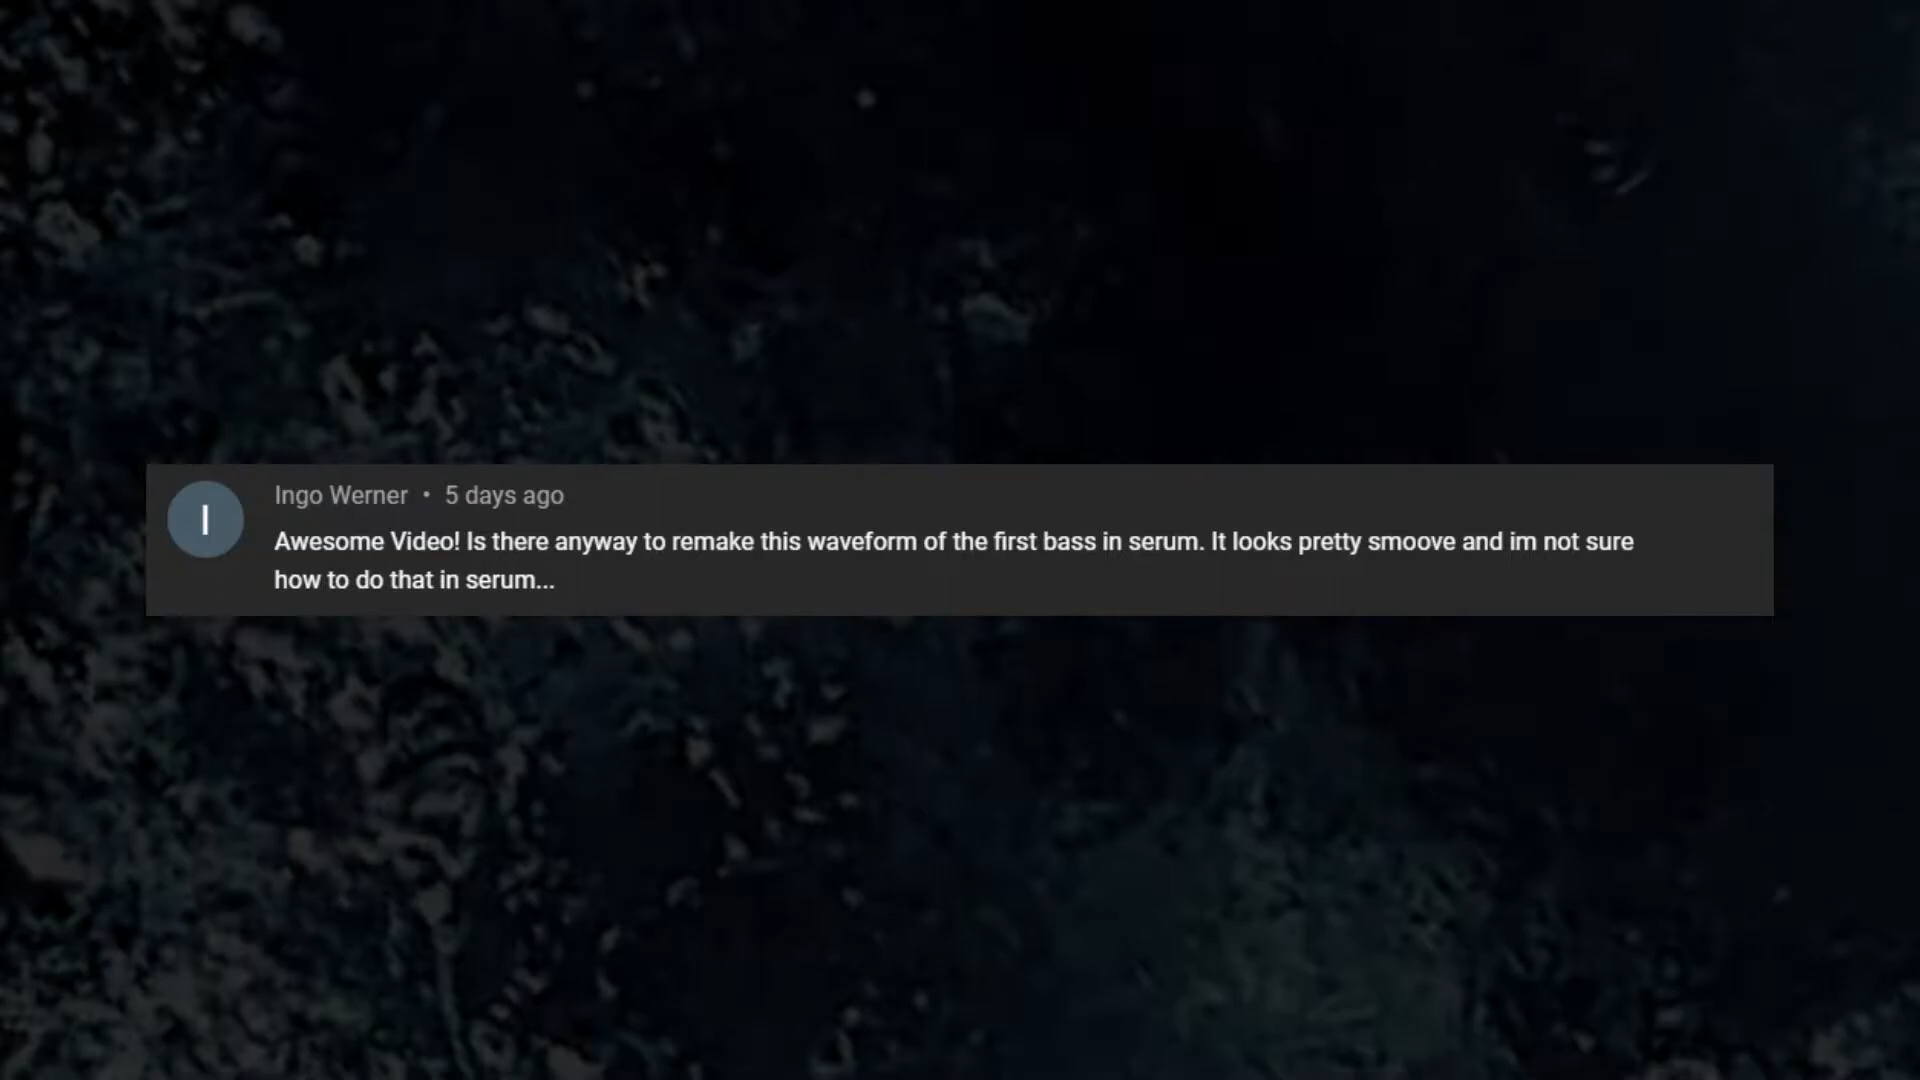 I
Ingo Werner • 5 days ago
Awesome Video! Is there anyway to remake this waveform of the first bass in serum. It looks pretty smoove and im not sure
how to do that in serum...